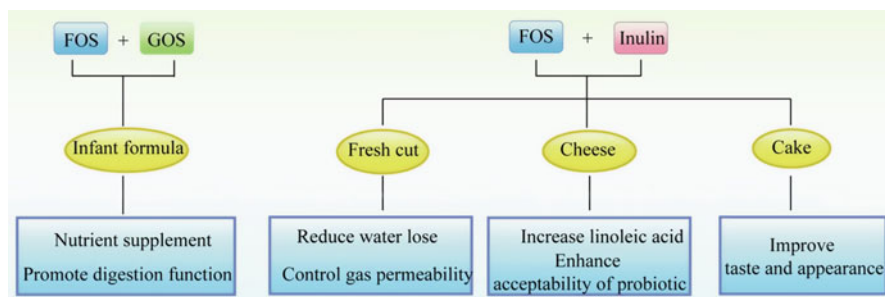 FOS + GOS
FOS + Inulin
Infant formula
Fresh cut
Cheese
Cake
Nutrient supplement
Promote digestion function
Reduce water lose
Control gas permeability
Increase linoleic acid
Enhance
acceptability of probiotic
Improve
taste and appearance